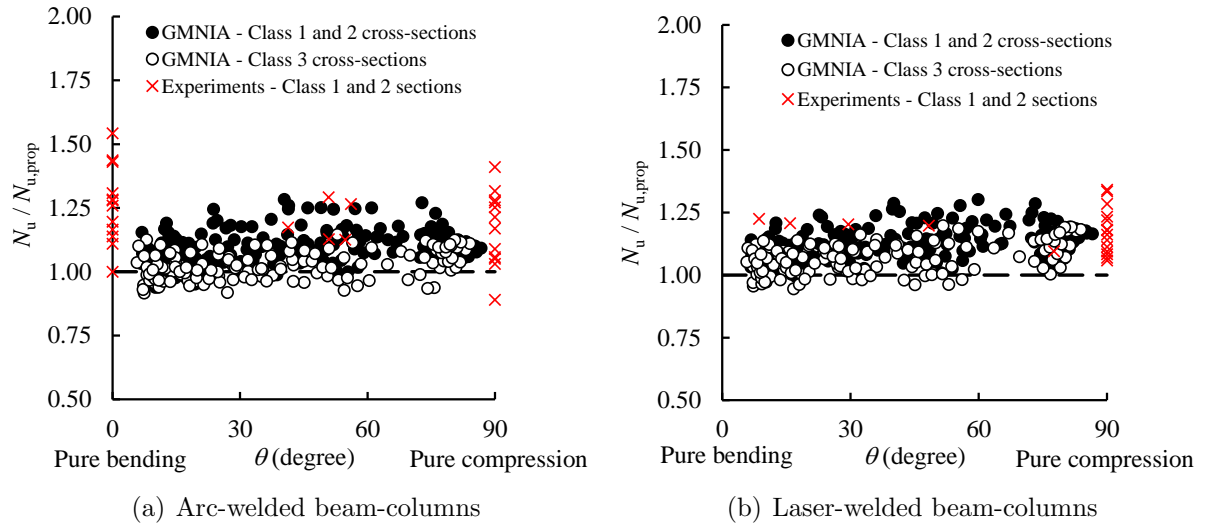 2.00
GMNIA - Class 1 and 2 cross-sections
GMNIA - Class 3 cross-sections
Experiments - Class 1 and 2 sections
1.75
1.50
1.25
1.00
0.75
0.50
N_u / N_u,prop
0
30
60
90
Pure bending
θ (degree)
Pure compression
(a) Arc-welded beam-columns
2.00
GMNIA - Class 1 and 2 cross-sections
GMNIA - Class 3 cross-sections
Experiments - Class 1 and 2 sections
1.75
1.50
1.25
1.00
0.75
0.50
N_u / N_u,prop
0
30
60
90
Pure bending
θ (degree)
Pure compression
(b) Laser-welded beam-columns